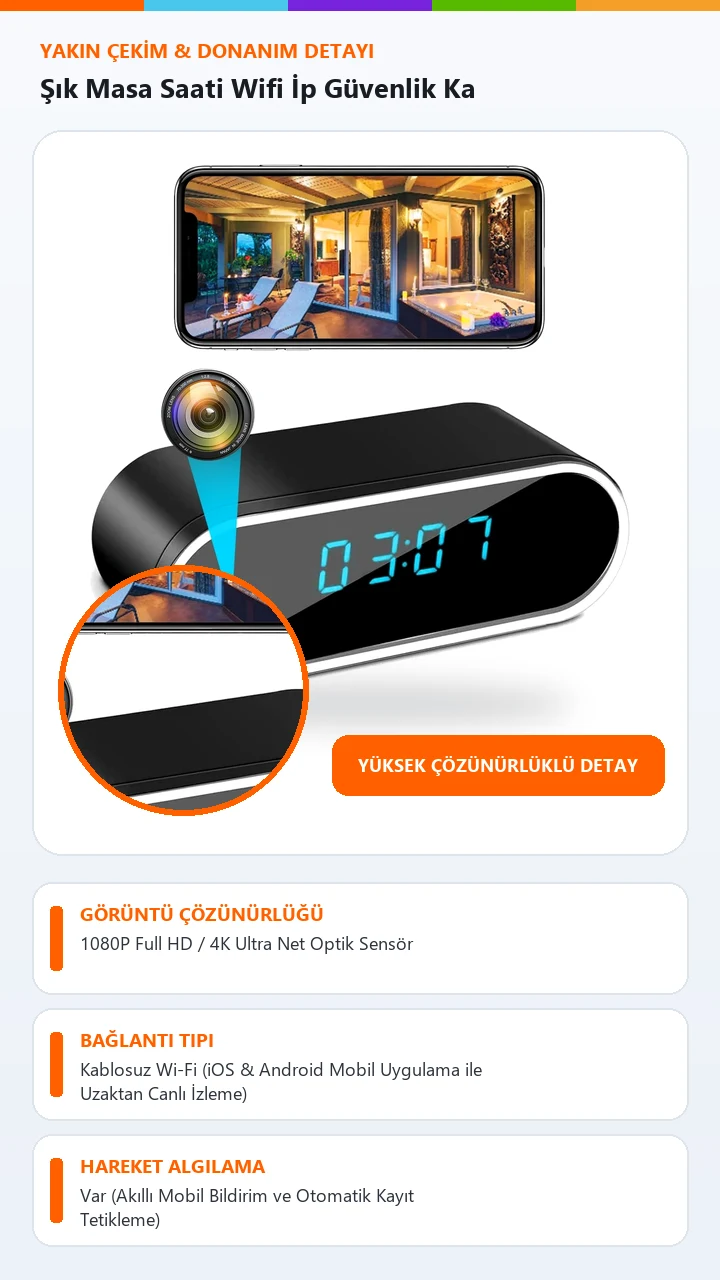 YAKIN ÇEKİM & DONANIM DETAYI
Şık Masa Saati Wifi İp Güvenlik Ka
03:07
YÜKSEK ÇÖZÜNÜRLÜKLÜ DETAY
GÖRÜNTÜ ÇÖZÜNÜRLÜĞÜ
1080P Full HD / 4K Ultra Net Optik Sensör
BAĞLANTI TIPI
Kablosuz Wi-Fi (iOS & Android Mobil Uygulama ile
Uzaktan Canlı İzleme)
HAREKET ALGILAMA
Var (Akıllı Mobil Bildirim ve Otomatik Kayıt
Tetikleme)